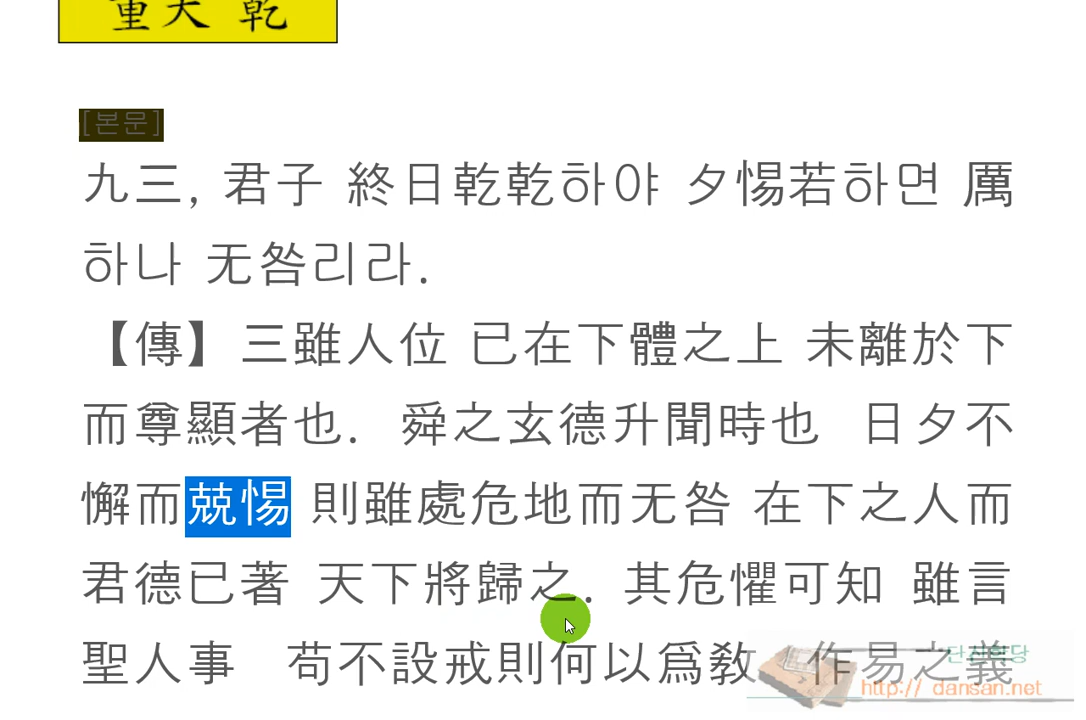 重天 乾
[본문]
九三, 君子 終日乾乾하야 夕惕若하면 厲
하나 无咎리라.
【傳】 三雖人位 已在下體之上 未離於下
而尊顯者也. 舜之玄德升聞時也 日夕不
懈而兢惕 則雖處危地而无咎 在下之人而
君德已著 天下將歸之. 其危懼可知 雖言
聖人事 苟不設戒則何以爲敎 作易之義
단산학당
http:// dansan.net